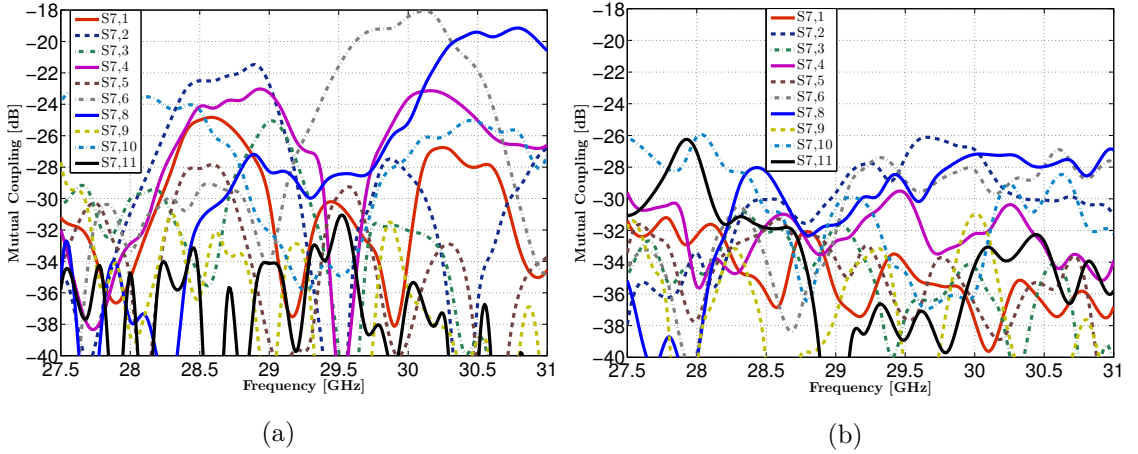 −18
−20
−22
−24
−26
−28
−30
−32
−34
−36
−38
−40
27.5 28 28.5 29 29.5 30 30.5 31
Mutual Coupling [dB]
Frequency [GHz]
S7,1
S7,2
S7,3
S7,4
S7,5
S7,6
S7,8
S7,9
S7,10
S7,11
(a)
−18
−20
−22
−24
−26
−28
−30
−32
−34
−36
−38
−40
27.5 28 28.5 29 29.5 30 30.5 31
Mutual Coupling [dB]
Frequency [GHz]
S7,1
S7,2
S7,3
S7,4
S7,5
S7,6
S7,8
S7,9
S7,10
S7,11
(b)